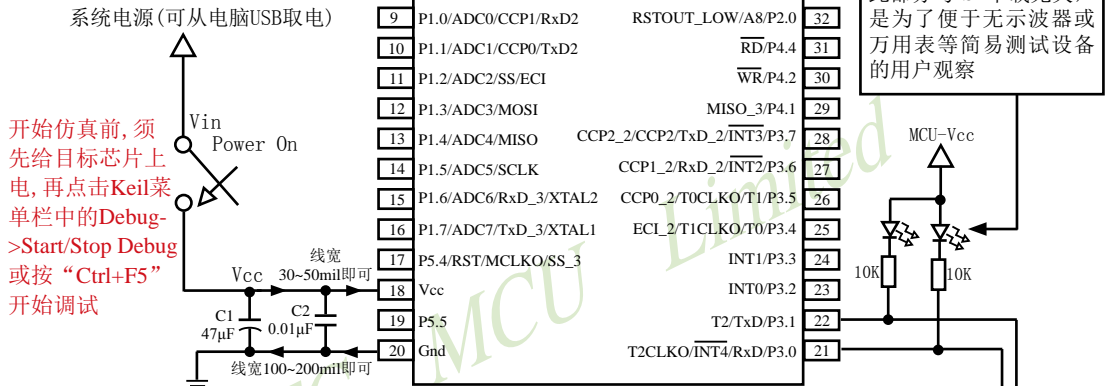 系统电源(可从电脑USB取电)
Vin
Power On
开始仿真前,须
先给目标芯片上
电,再点击Keil菜
单栏中的Debug-
>Start/Stop Debug
或按“Ctrl+F5”
开始调试
Vcc
线宽
30~50mil即可
C1
47μF
C2
0.01μF
线宽100~200mil即可
9 P1.0/ADC0/CCP1/RxD2
10 P1.1/ADC1/CCP0/TxD2
11 P1.2/ADC2/SS/ECI
12 P1.3/ADC3/MOSI
13 P1.4/ADC4/MISO
14 P1.5/ADC5/SCLK
15 P1.6/ADC6/RxD_3/XTAL2
16 P1.7/ADC7/TxD_3/XTAL1
17 P5.4/RST/MCLKO/SS_3
18 Vcc
19 P5.5
20 Gnd
RSTOUT_LOW/A8/P2.0 32
RD/P4.4 31
WR/P4.2 30
MISO_3/P4.1 29
CCP2_2/CCP2/TxD_2/INT3/P3.7 28
CCP1_2/RxD_2/INT2/P3.6 27
CCP0_2/T0CLKO/T1/P3.5 26
ECI_2/T1CLKO/T0/P3.4 25
INT1/P3.3 24
INT0/P3.2 23
T2/TxD/P3.1 22
T2CLKO/INT4/RxD/P3.0 21
是为了便于无示波器或
万用表等简易测试设备
的用户观察
MCU-Vcc
10K
10K
MCU Limited